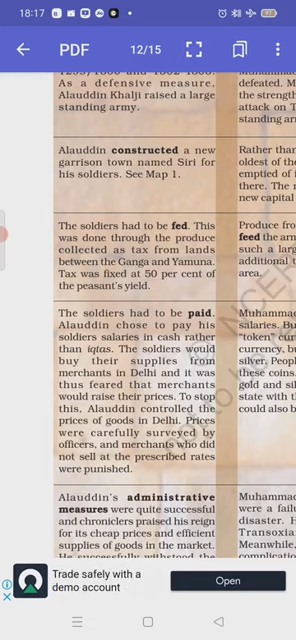 18:17
PDF
12/15
As a defensive measure,
Alauddin Khalji raised a large
standing army.
Alauddin constructed a new
garrison town named Siri for
his soldiers. See Map 1.
The soldiers had to be fed. This
was done through the produce
collected as tax from lands
between the Ganga and Yamuna.
Tax was fixed at 50 per cent of
the peasant's yield.
The soldiers had to be paid.
Alauddin chose to pay his
soldiers salaries in cash rather
than iqtas. The soldiers would
buy their supplies from
merchants in Delhi and it was
thus feared that merchants
would raise their prices. To stop
this, Alauddin controlled the
prices of goods in Delhi. Prices
were carefully surveyed by
officers, and merchants who did
not sell at the prescribed rates
were punished.
Alauddin's administrative
measures were quite successful
and chroniclers praised his reign
for its cheap prices and efficient
supplies of goods in the market.
He successfully withstood the
defeated. M
the strength
attack on T
standing arm
Rather than
oldest of the
emptied of i
there. The r
new capital
Produce fro
feed the arm
such a larg
additional t
area.
Muhammad
salaries. Bu
"token" cur
currency, bu
silver. Peopl
these coins.
gold and sil
state with th
could also b
Muhammad
were a failu
disaster. H
Transoxian
Meanwhile,
complication
Trade safely with a
demo account
Open